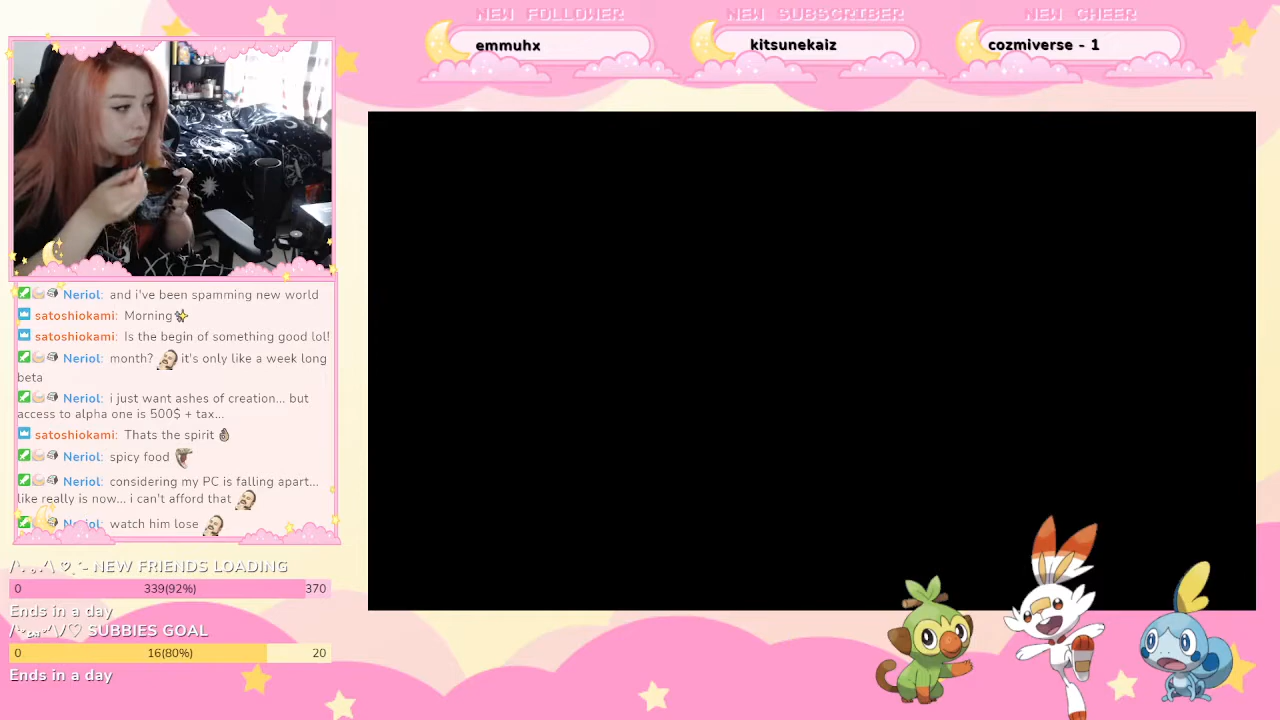 NEW FOLLOWER
NEW SUBSCRIBER
NEW CHEER
emmuhx
kitsunekaiz
cozmiverse - 1
Neriol: and i've been spamming new world
satoshiokami: Morning✨
satoshiokami: Is the begin of something good lol!
Neriol: month? it's only like a week long
beta
Neriol: i just want ashes of creation... but
access to alpha one is 500$ + tax...
satoshiokami: Thats the spirit
Neriol: spicy food
Neriol: considering my PC is falling apart...
like really is now... i can't afford that
Neriol: watch him lose
NEW FRIENDS LOADING
0 339(92%) 370
Ends in a day
SUBBIES GOAL
0 16(80%) 20
Ends in a day